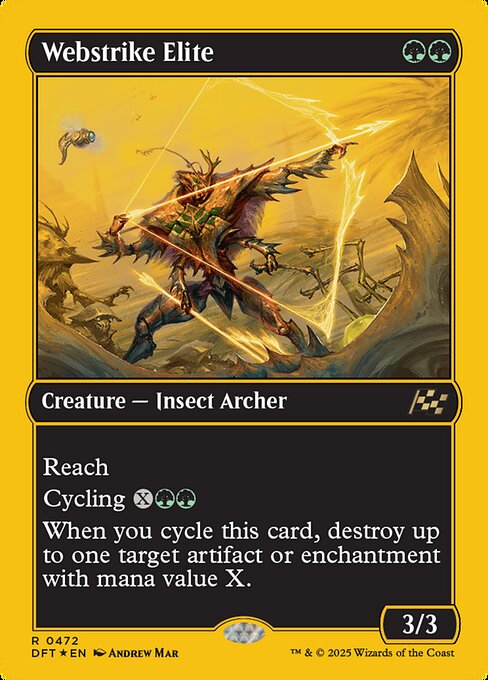 Webstrike Elite
Creature — Insect Archer
Reach
Cycling X
When you cycle this card, destroy up
to one target artifact or enchantment
with mana value X.
3/3
R 0472
DFT★EN Andrew Mar
™ & © 2025 Wizards of the Coast